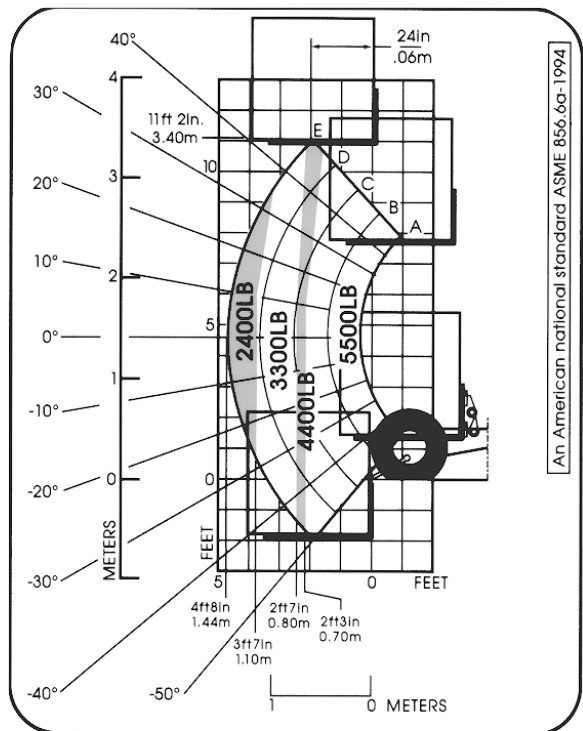 40°
24in
.06m
4
30°
11ft 2in.
3.40m
E
D
10
C
3
B
A
20°
10°
2
5
0°
2400LB
3300LB
4400LB
5500LB
1
-10°
-20°
0
0
METERS
FEET
-30°
5
0
FEET
4ft8in
1.44m
2ft7in
0.80m
2ft3in
0.70m
3ft7in
1.10m
-40°
-50°
1
0 METERS
An American national standard ASME 856.6a-1994